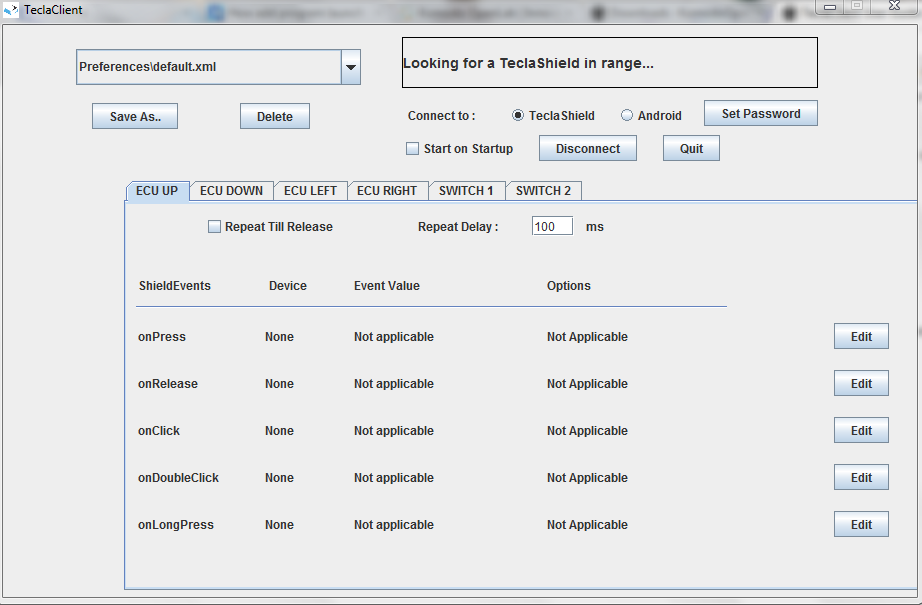 TeclaClient
Preferences\default.xml
Looking for a TeclaShield in range...
Save As..
Delete
Connect to :
TeclaShield
Android
Set Password
Start on Startup
Disconnect
Quit
ECU UP
ECU DOWN
ECU LEFT
ECU RIGHT
SWITCH 1
SWITCH 2
Repeat Till Release
Repeat Delay :
100
ms
ShieldEvents Device Event Value Options
onPress None Not applicable Not Applicable Edit
onRelease None Not applicable Not Applicable Edit
onClick None Not applicable Not Applicable Edit
onDoubleClick None Not applicable Not Applicable Edit
onLongPress None Not applicable Not Applicable Edit